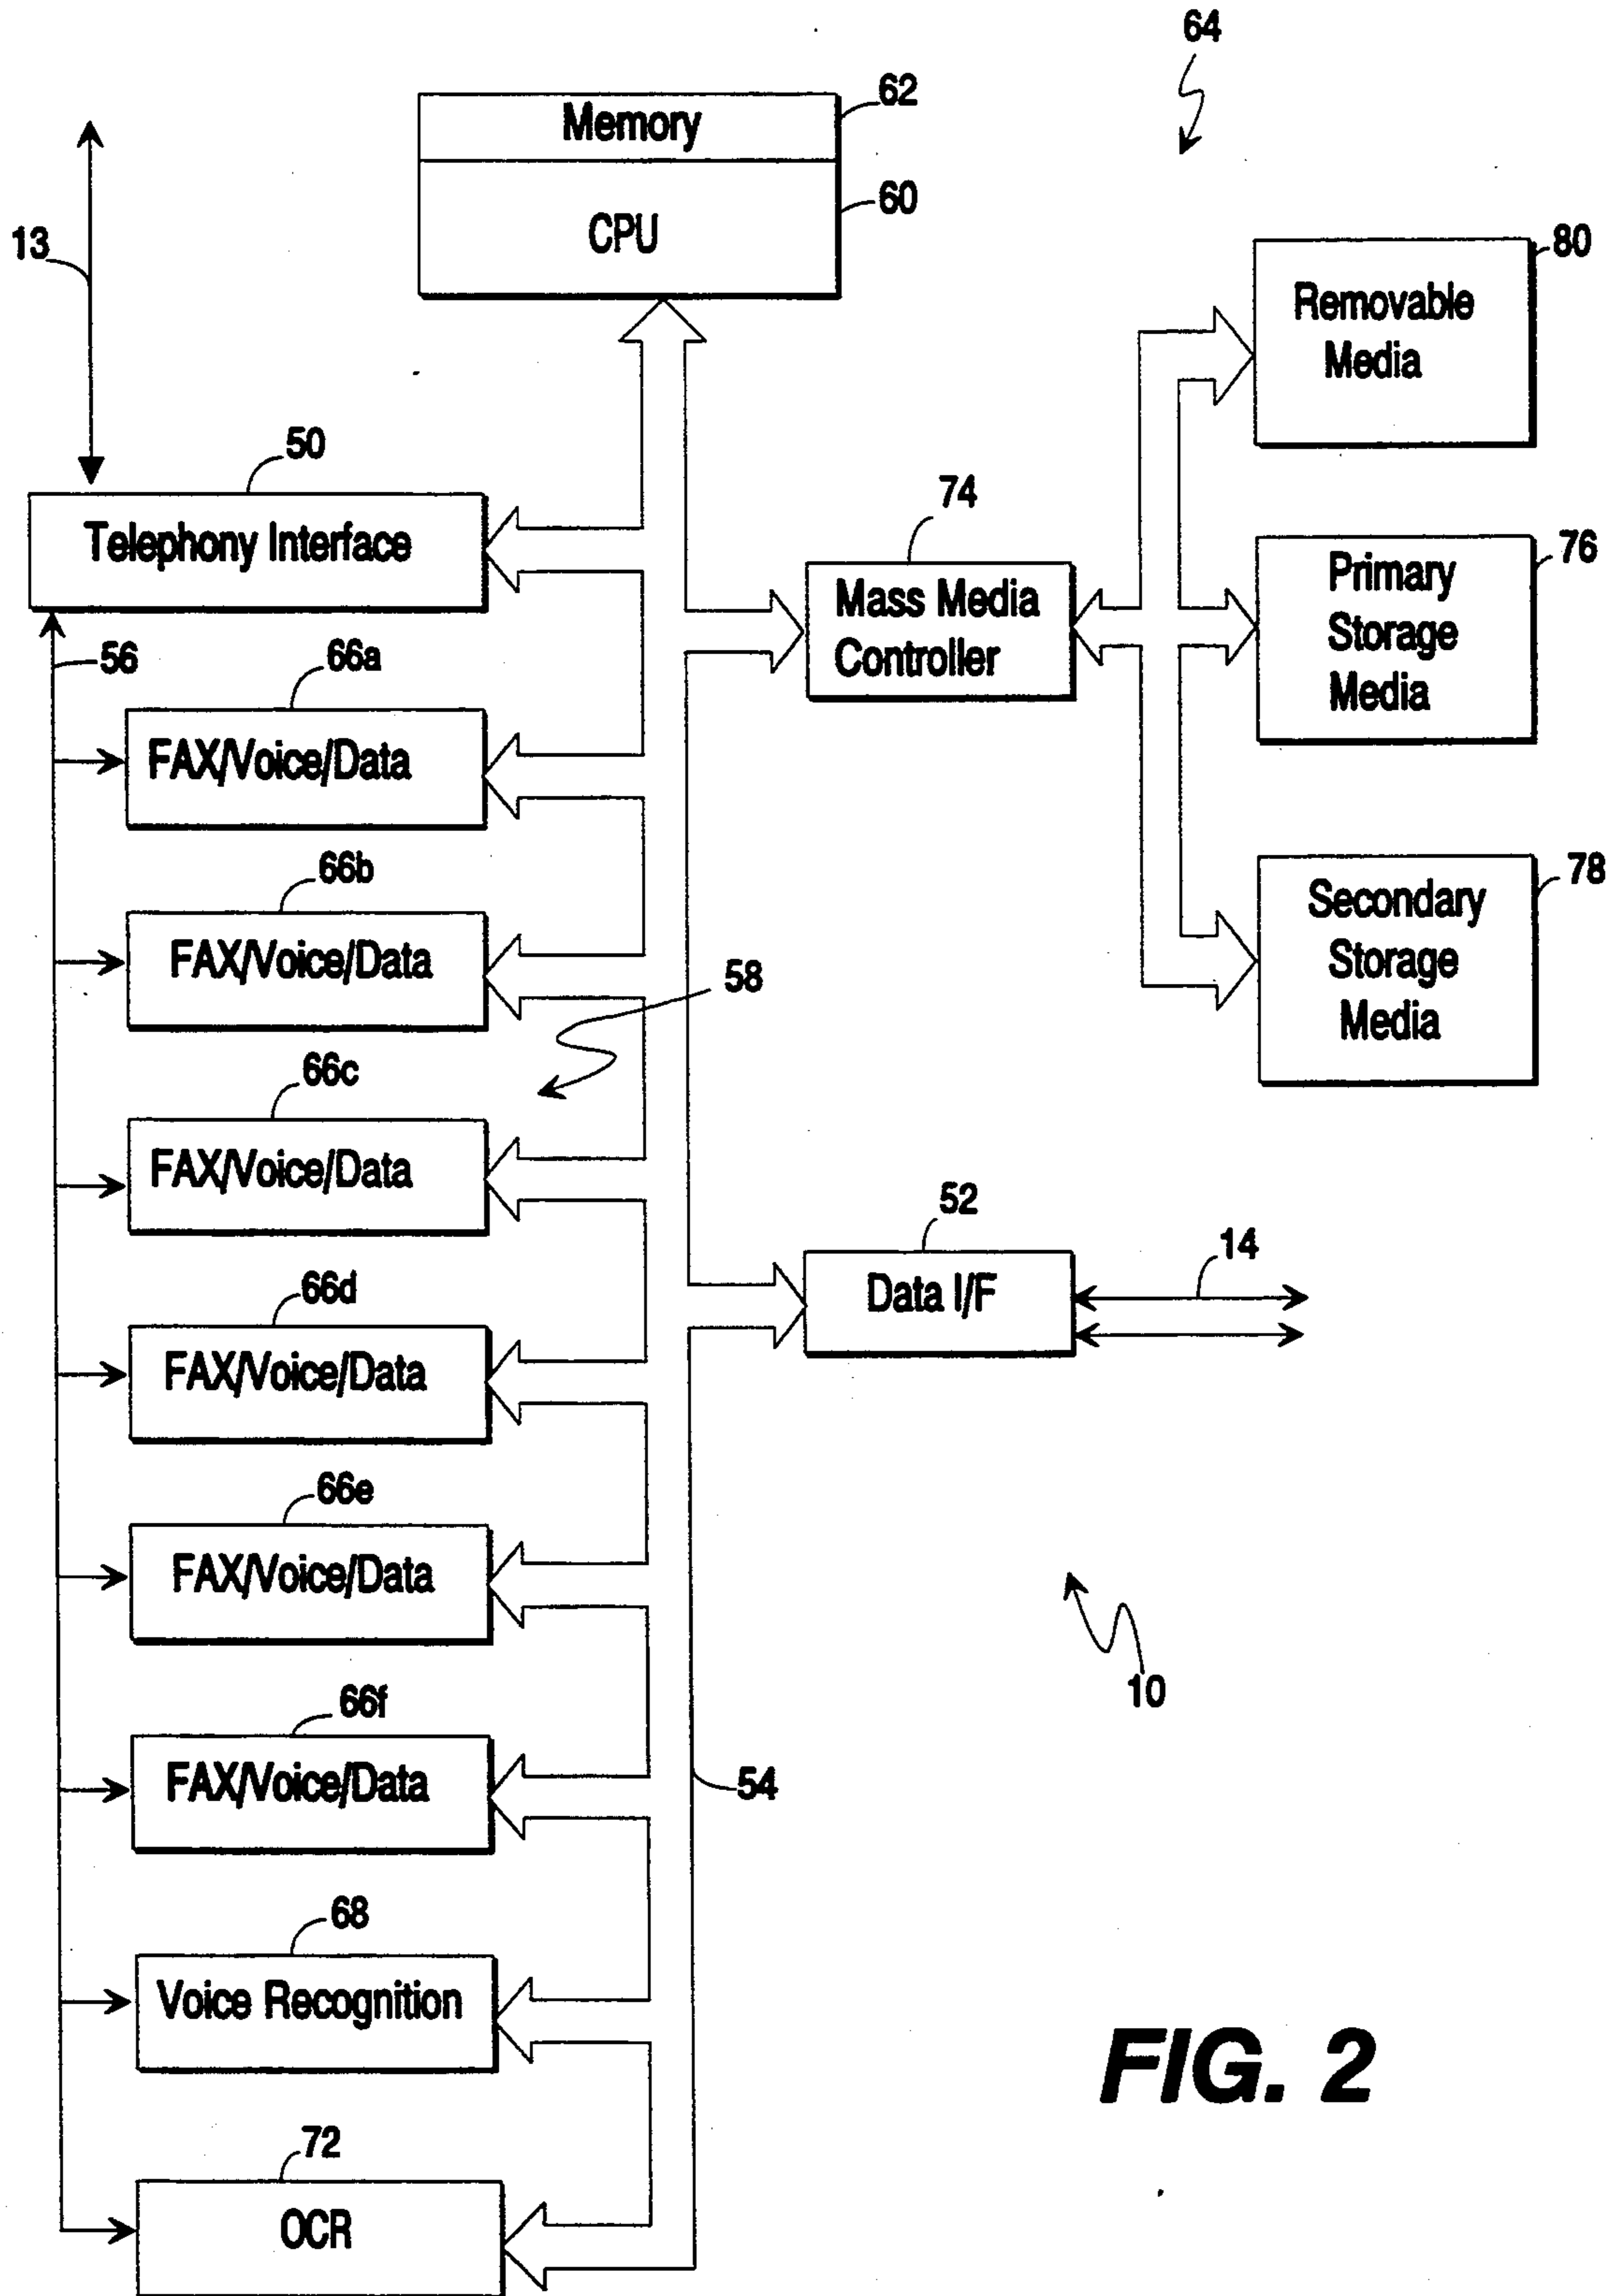 64
62
Memory
60
CPU
13
80
Removable
Media
50
Telephony Interface
74
Mass Media
Controller
76
Primary
Storage
Media
56
66a
FAX/Voice/Data
66b
FAX/Voice/Data
78
Secondary
Storage
Media
58
66c
FAX/Voice/Data
52
Data I/F
14
66d
FAX/Voice/Data
66e
FAX/Voice/Data
10
66f
FAX/Voice/Data
54
68
Voice Recognition
FIG. 2
72
OCR